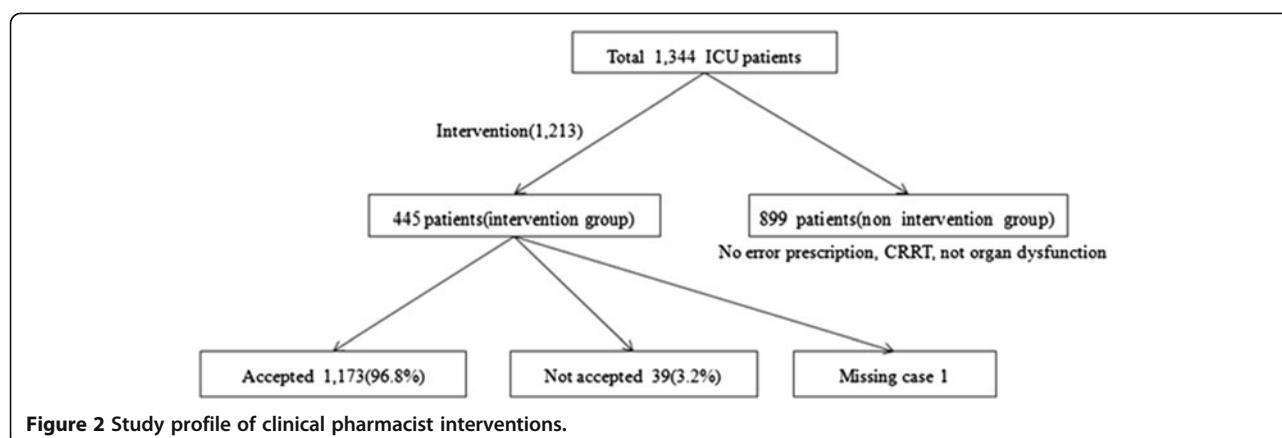 Total 1,344 ICU patients
Intervention(1,213)
445 patients(intervention group)
899 patients(non intervention group)
No error prescription, CRRT, not organ dysfunction
Accepted 1,173(96.8%)
Not accepted 39(3.2%)
Missing case 1
Figure 2 Study profile of clinical pharmacist interventions.